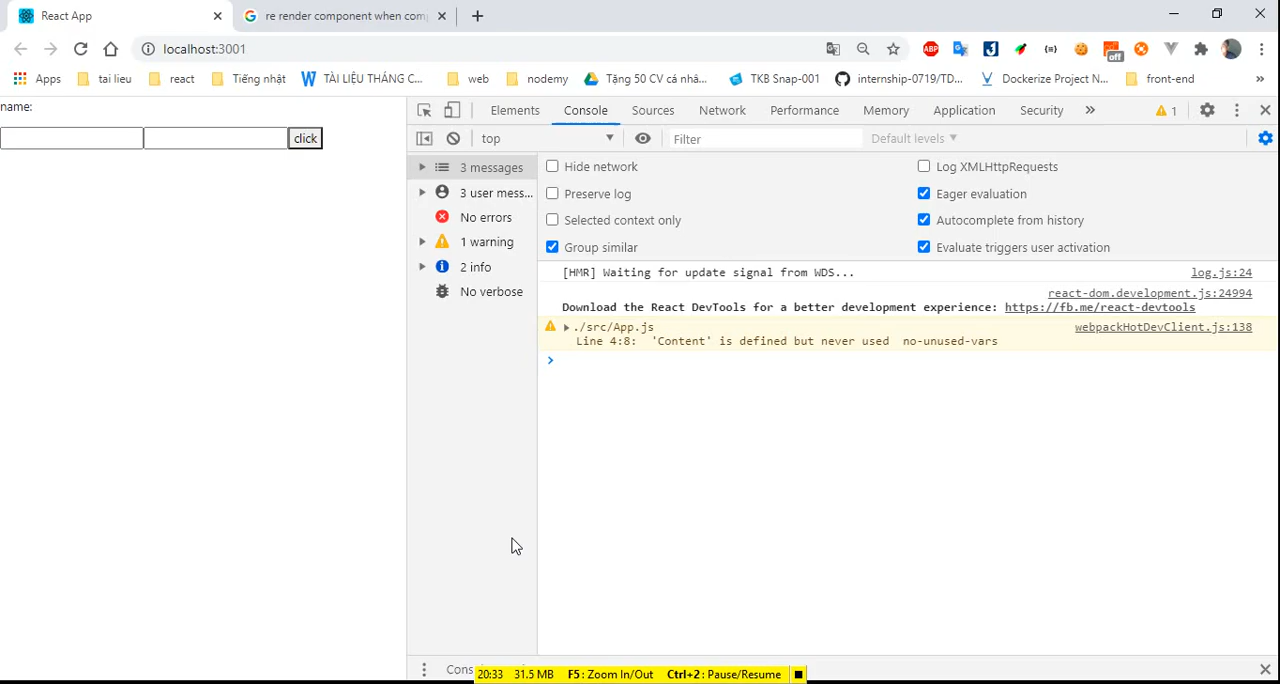 React App
re render component when com
localhost:3001
ABP
off
Apps
tai lieu
react
Tiếng nhật
TÀI LIỆU THÁNG C...
web
nodemy
Tặng 50 CV cá nhâ...
TKB Snap-001
internship-0719/TD...
Dockerize Project N...
front-end
»
name:
click
Elements
Console
Sources
Network
Performance
Memory
Application
Security
»
1
top
Filter
Default levels
3 messages
3 user mess...
No errors
1 warning
2 info
No verbose
Hide network
Log XMLHttpRequests
Preserve log
Eager evaluation
Selected context only
Autocomplete from history
Group similar
Evaluate triggers user activation
[HMR] Waiting for update signal from WDS...
log.js:24
react-dom.development.js:24994
Download the React DevTools for a better development experience: https://fb.me/react-devtools
./src/App.js
webpackHotDevClient.js:138
Line 4:8: 'Content' is defined but never used no-unused-vars
20:33 31.5 MB F5: Zoom In/Out Ctrl+2: Pause/Resume